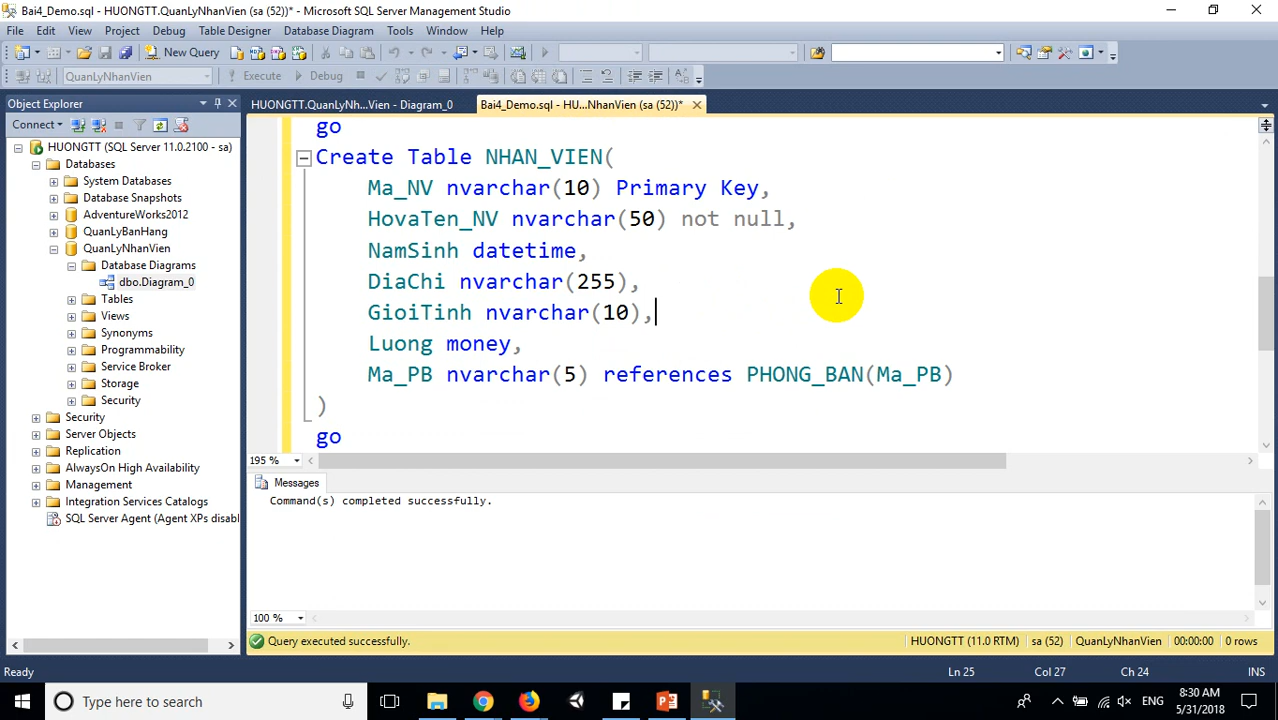 Bai4_Demo.sql - HUONGTT.QuanLyNhanVien (sa (52))* - Microsoft SQL Server Management Studio
File Edit View Project Debug Table Designer Database Diagram Tools Window Help
New Query
QuanLyNhanVien Execute Debug
Object Explorer
HUONGTT.QuanLyNh...Vien - Diagram_0
Bai4_Demo.sql - HU...NhanVien (sa (52))*
Connect
HUONGTT (SQL Server 11.0.2100 - sa)
Databases
System Databases
Database Snapshots
AdventureWorks2012
QuanLyBanHang
QuanLyNhanVien
Database Diagrams
dbo.Diagram_0
Tables
Views
Synonyms
Programmability
Service Broker
Storage
Security
Security
Server Objects
Replication
AlwaysOn High Availability
Management
Integration Services Catalogs
SQL Server Agent (Agent XPs disabl
go
Create Table NHAN_VIEN(
Ma_NV nvarchar(10) Primary Key,
HovaTen_NV nvarchar(50) not null,
NamSinh datetime,
DiaChi nvarchar(255),
GioiTinh nvarchar(10),
Luong money,
Ma_PB nvarchar(5) references PHONG_BAN(Ma_PB)
)
go
195 %
Messages
Command(s) completed successfully.
100 %
Query executed successfully.
HUONGTT (11.0 RTM) sa (52) QuanLyNhanVien 00:00:00 0 rows
Ready
Ln 25 Col 27 Ch 24 INS
Type here to search
ENG
8:30 AM
5/31/2018